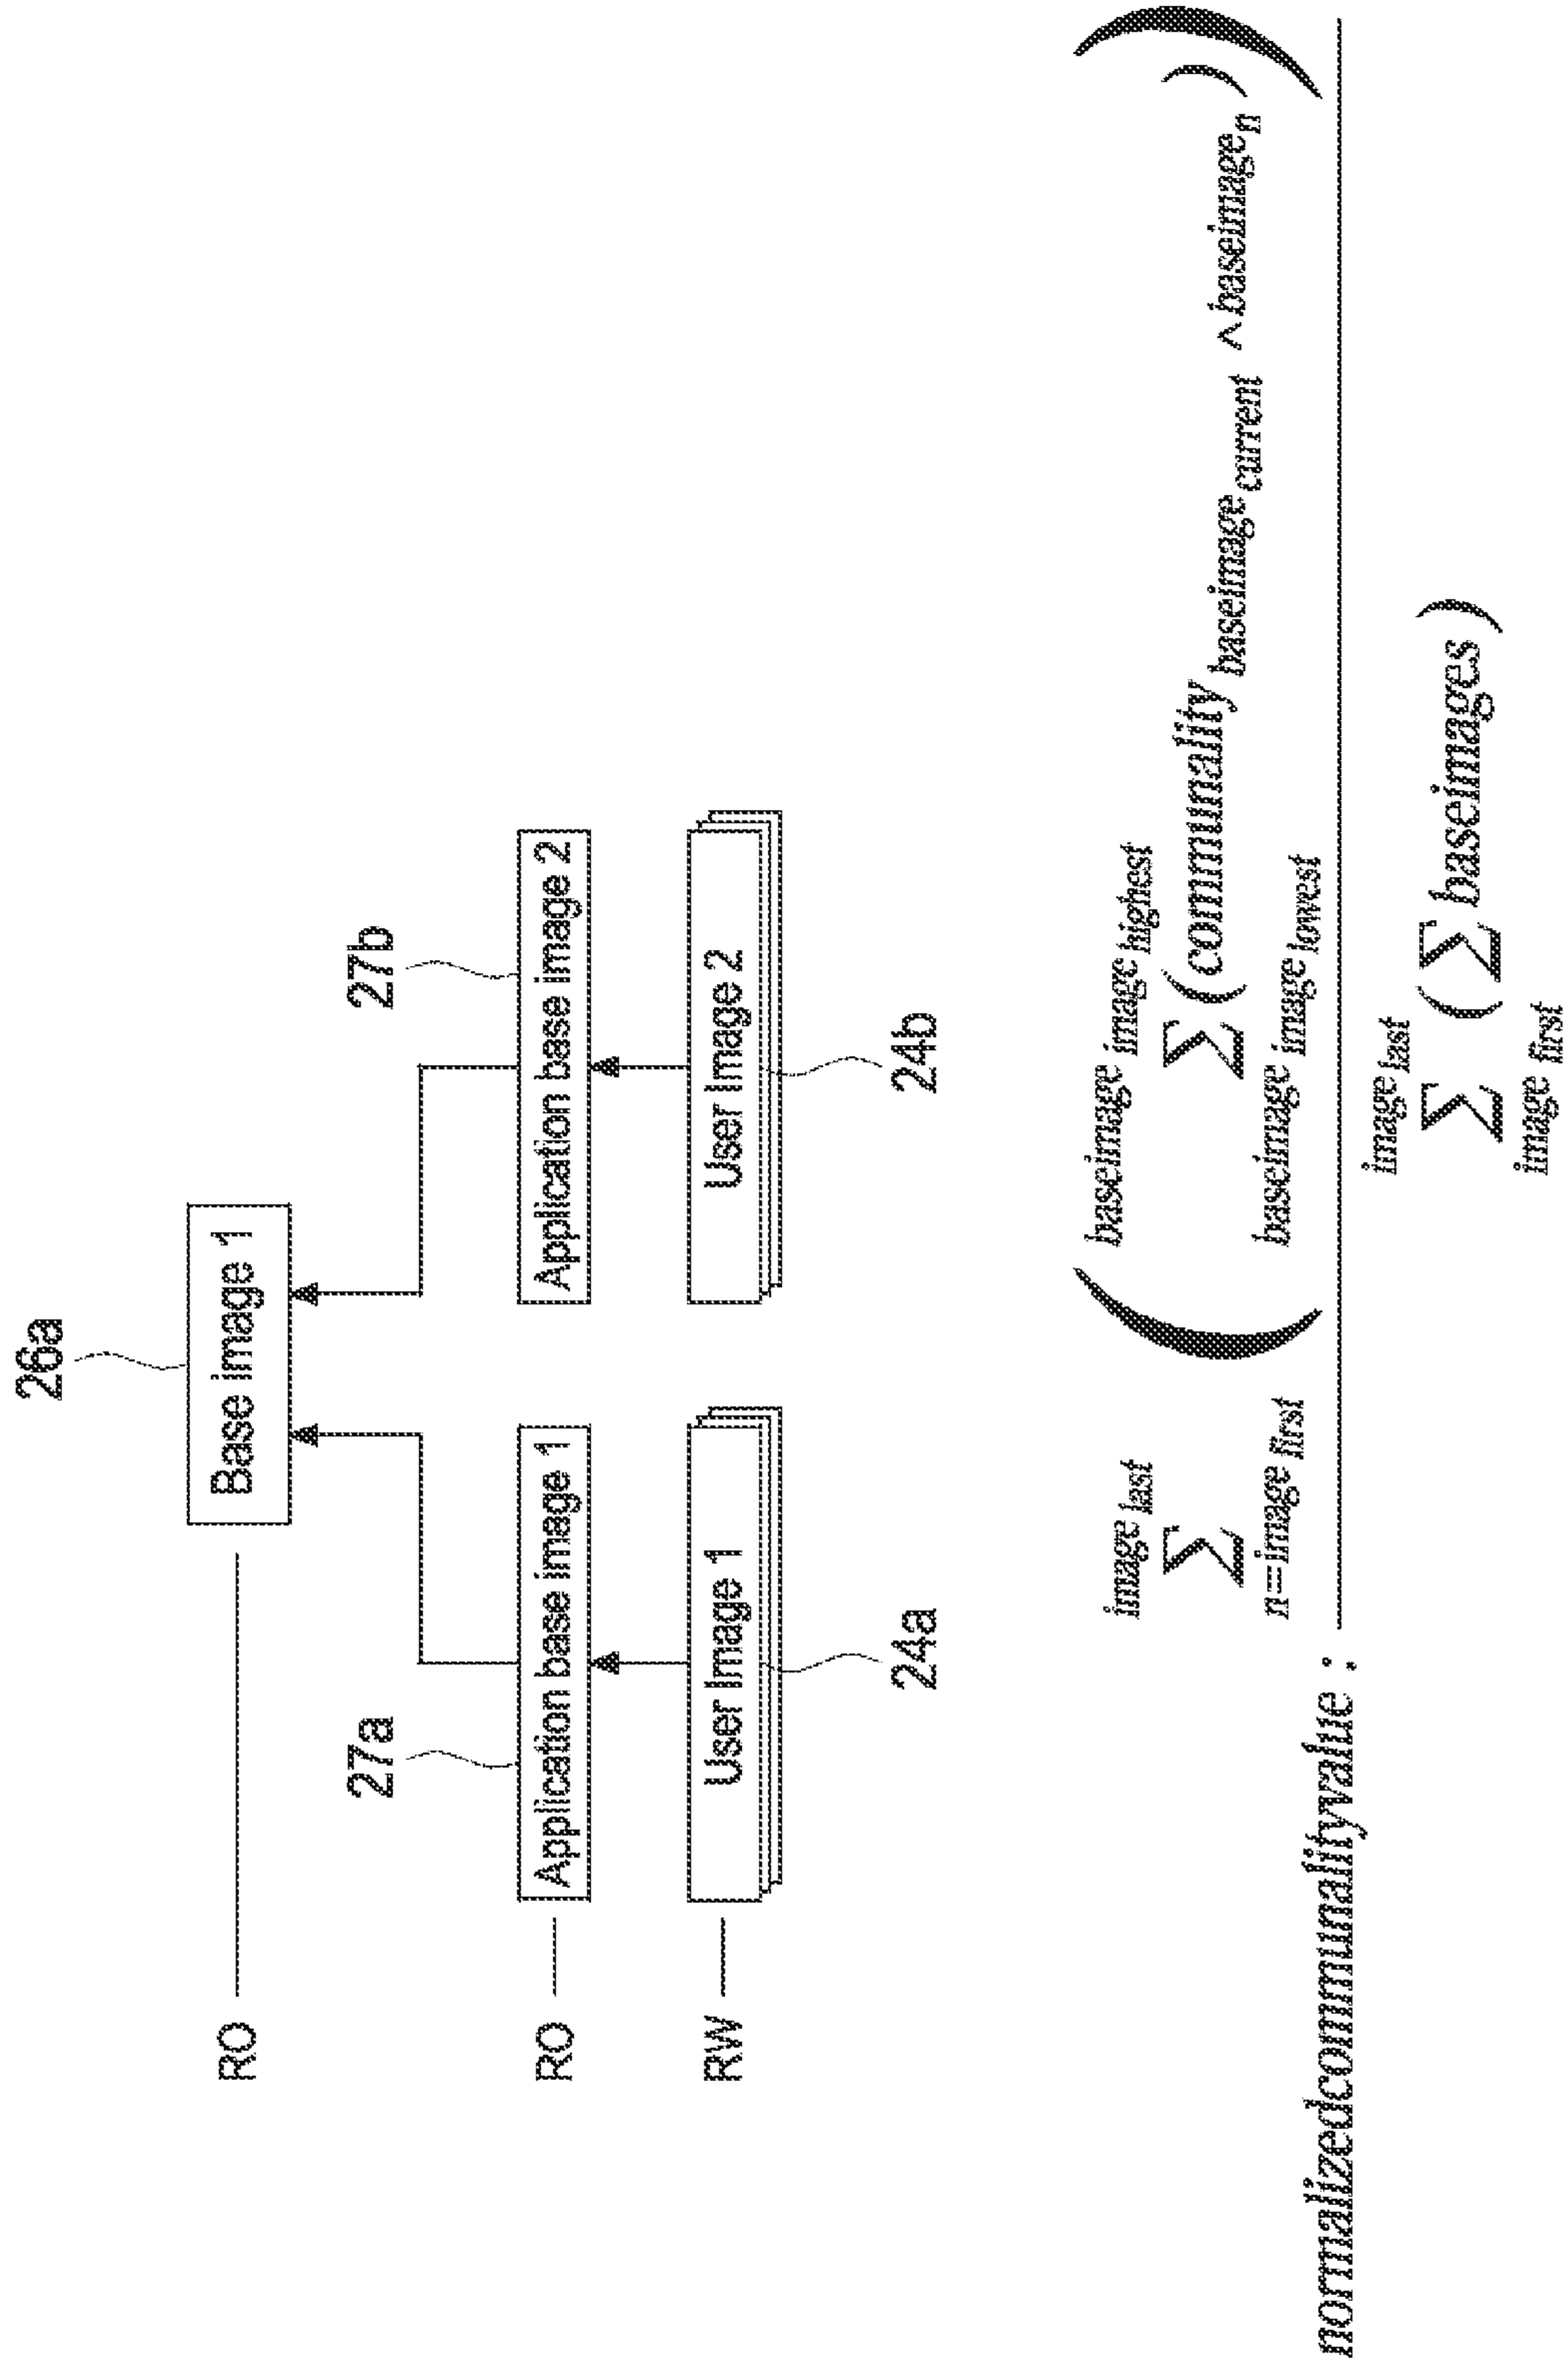 26a
RO
Base image 1
27a
27b
RO
Application base image 1
Application base image 2
RW
User Image 1
User Image 2
24a
24b
image last
baseimage image highest
Σ
( Σ (communality baseimage current ^ baseimage n ) )
n==image first
baseimage image lowest
normalizedcommunalityvalue :
image last
Σ ( Σ baseimages )
image first